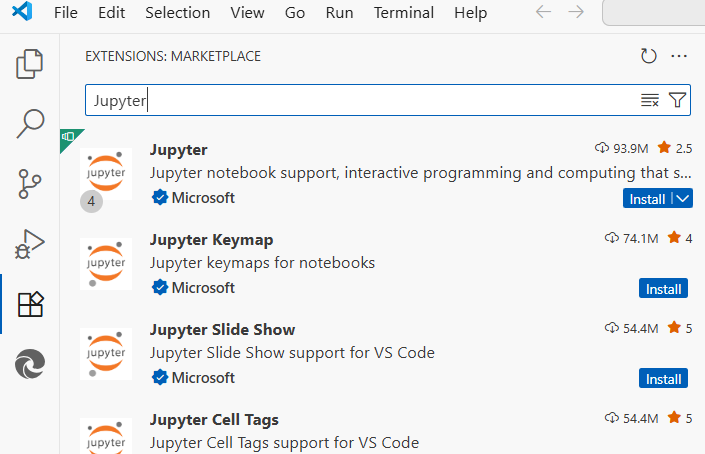 File Edit Selection View Go Run Terminal Help
EXTENSIONS: MARKETPLACE
Jupyter
Jupyter 93.9M 2.5
jupyter Jupyter notebook support, interactive programming and computing that s...
4 Microsoft Install
Jupyter Keymap 74.1M 4
jupyter Jupyter keymaps for notebooks
Microsoft Install
Jupyter Slide Show 54.4M 5
jupyter Jupyter Slide Show support for VS Code
Microsoft Install
Jupyter Cell Tags 54.4M 5
jupyter Jupyter Cell Tags support for VS Code